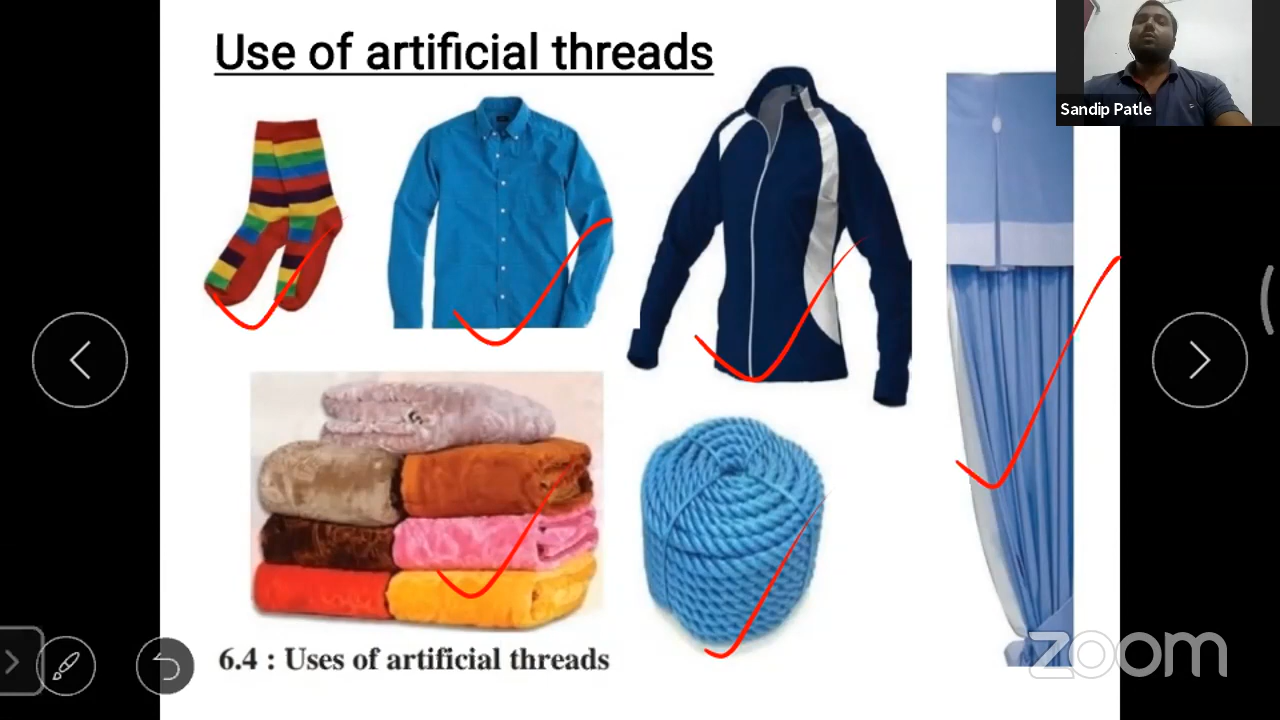 Use of artificial threads
Sandip Patle
6.4 : Uses of artificial threads
zoom